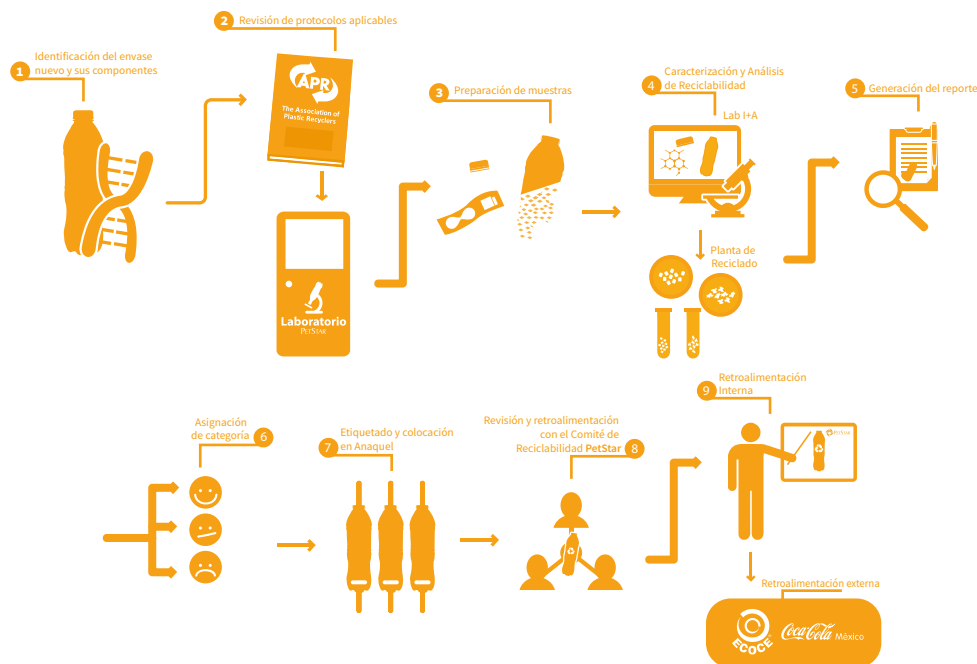 1 Identificación del envase
nuevo y sus componentes
2 Revisión de protocolos aplicables
APR
The Association of
Plastic Recyclers
Laboratorio
PETSTAR
3 Preparación de muestras
4 Caracterización y Análisis
de Reciclabilidad
Lab I+A
Planta de
Reciclado
5 Generación del reporte
Asignación
de categoría 6
7 Etiquetado y colocación
en Anaquel
Revisión y retroalimentación
con el Comité de
Reciclabilidad PetStar 8
9 Retroalimentación
Interna
PETSTAR
Retroalimentación externa
ECOCE
Coca-Cola México